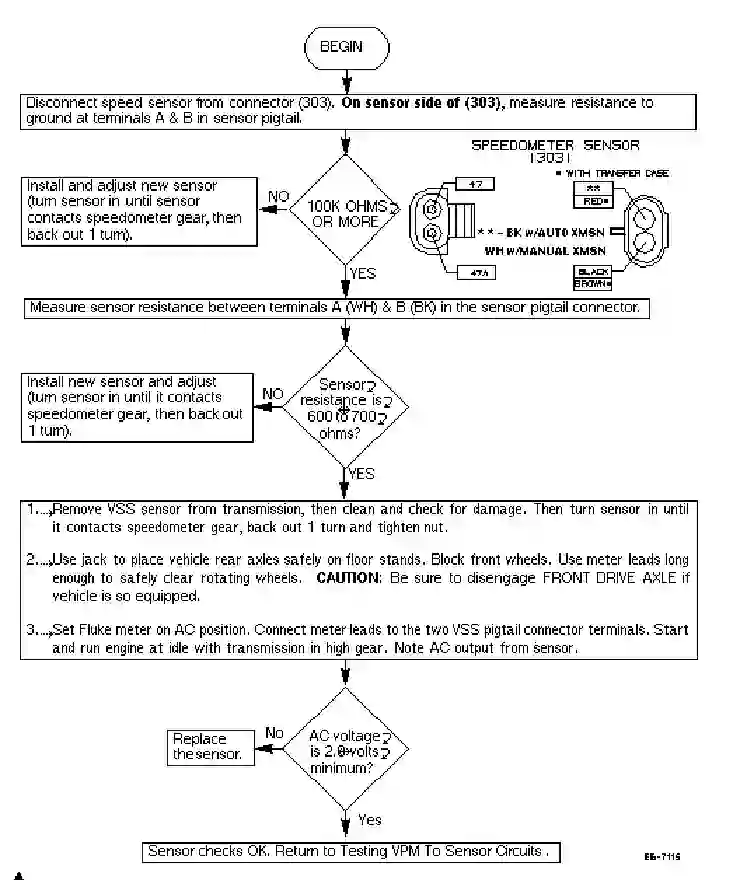 BEGIN
Disconnect speed sensor from connector (303). On sensor side of (303), measure resistance to
ground at terminals A & B in sensor pigtail.
SPEEDOMETER SENSOR
(303)
* WITH TRANSFER CASE
Install and adjust new sensor
(turn sensor in until sensor
contacts speedometer gear, then
back out 1 turn).
NO
100K OHMS
OR MORE
47
**
RED*
** - BK w/AUTO XMSN
WH w/MANUAL XMSN
47A
BLACK
BROWN*
YES
Measure sensor resistance between terminals A (WH) & B (BK) in the sensor pigtail connector.
Install new sensor and adjust
(turn sensor in until it contacts
speedometer gear, then back out
1 turn).
NO
Sensor
resistance is
600 to 700
ohms?
YES
1....Remove VSS sensor from transmission, then clean and check for damage. Then turn sensor in until
it contacts speedometer gear, back out 1 turn and tighten nut.
2....Use jack to place vehicle rear axles safely on floor stands. Block front wheels. Use meter leads long
enough to safely clear rotating wheels. CAUTION: Be sure to disengage FRONT DRIVE AXLE if
vehicle is so equipped.
3....Set Fluke meter on AC position. Connect meter leads to the two VSS pigtail connector terminals. Start
and run engine at idle with transmission in high gear. Note AC output from sensor.
Replace
the sensor.
No
AC voltage
is 2.0 volts
minimum?
Yes
Sensor checks OK. Return to Testing VPM To Sensor Circuits .